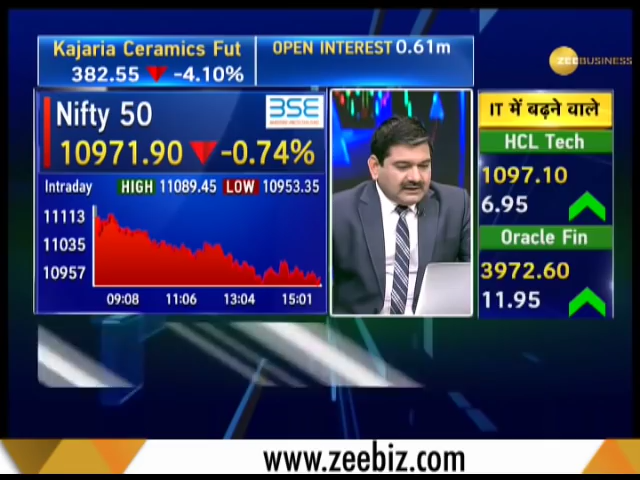 Kajaria Ceramics Fut
382.55 -4.10%
OPEN INTEREST 0.61m
ZEE BUSINESS
Nifty 50
BSE
10971.90 -0.74%
Intraday HIGH 11089.45 LOW 10953.35
11113
11035
10957
09:08 11:06 13:04 15:01
IT में बढ़ने वाले
HCL Tech
1097.10
6.95
Oracle Fin
3972.60
11.95
www.zeebiz.com